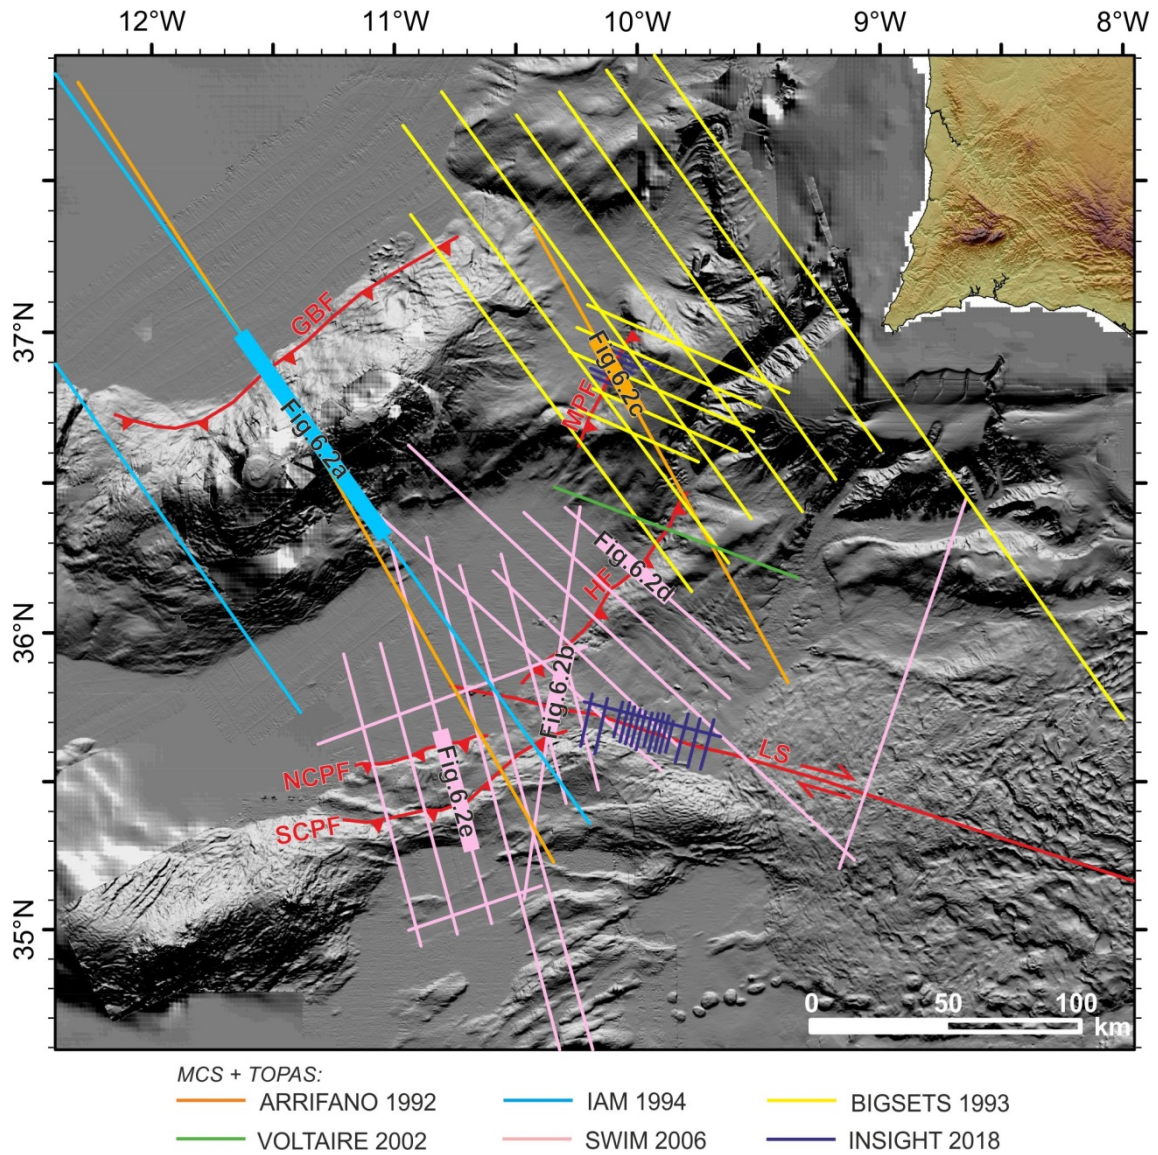 12°W 11°W 10°W 9°W 8°W
37°N
36°N
35°N
GBF
Fig.6.2a
MPF
Fig.6.2c
HF
Fig.6.2d
Fig.6.2b
NCPF
SCPF
Fig.6.2e
LS
0 50 100
km
MCS + TOPAS:
ARRIFANO 1992 IAM 1994 BIGSETS 1993
VOLTAIRE 2002 SWIM 2006 INSIGHT 2018